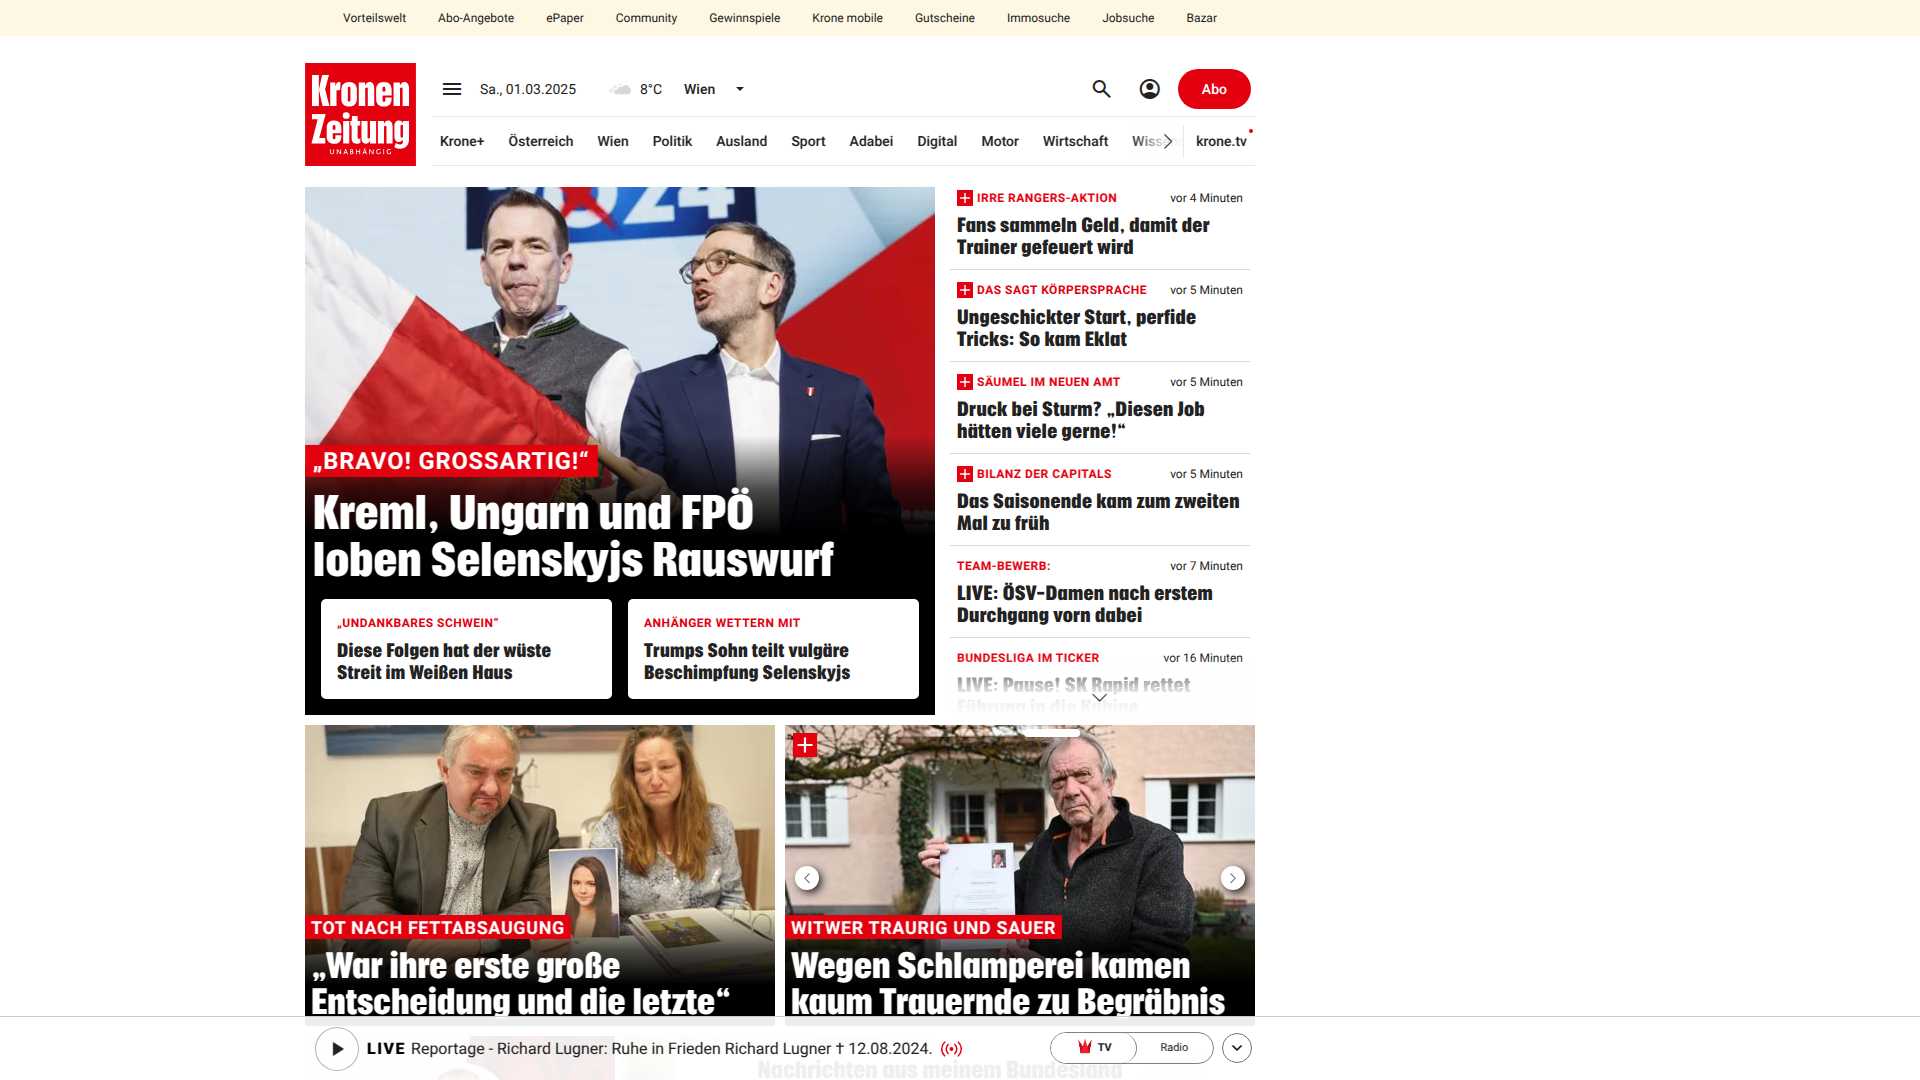 Vorteilswelt Abo-Angebote ePaper Community Gewinnspiele Krone mobile Gutscheine Immosuche Jobsuche Bazar
Kronen
Zeitung
UNABHÄNGIG
Sa., 01.03.2025 8°C Wien
Abo
Krone+ Österreich Wien Politik Ausland Sport Adabei Digital Motor Wirtschaft krone.tv
„BRAVO! GROSSARTIG!“
Kreml, Ungarn und FPÖ
loben Selenskyjs Rauswurf
„UNDANKBARES SCHWEIN“
Diese Folgen hat der wüste
Streit im Weißen Haus
ANHÄNGER WETTERN MIT
Trumps Sohn teilt vulgäre
Beschimpfung Selenskyjs
IRRE RANGERS-AKTION vor 4 Minuten
Fans sammeln Geld, damit der
Trainer gefeuert wird
DAS SAGT KÖRPERSPRACHE vor 5 Minuten
Ungeschickter Start, perfide
Tricks: So kam Eklat
SÄUMEL IM NEUEN AMT vor 5 Minuten
Druck bei Sturm? „Diesen Job
hätten viele gerne!“
BILANZ DER CAPITALS vor 5 Minuten
Das Saisonende kam zum zweiten
Mal zu früh
TEAM-BEWERB: vor 7 Minuten
LIVE: ÖSV-Damen nach erstem
Durchgang vorn dabei
BUNDESLIGA IM TICKER vor 16 Minuten
LIVE: Pause! SK Rapid rettet
Führung in die Kabine
TOT NACH FETTABSAUGUNG
„War ihre erste große
Entscheidung und die letzte“
WITWER TRAURIG UND SAUER
Wegen Schlamperei kamen
kaum Trauernde zu Begräbnis
LIVE Reportage - Richard Lugner: Ruhe in Frieden Richard Lugner † 12.08.2024.
TV Radio
Nachrichten aus meinem Bundesland